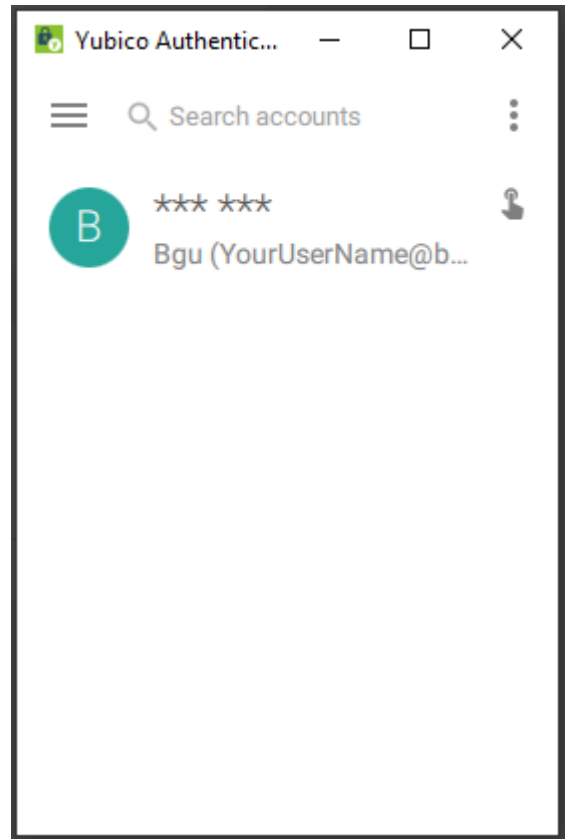 Yubico Authentic...
Search accounts
B
*** ***
Bgu (YourUserName@b...